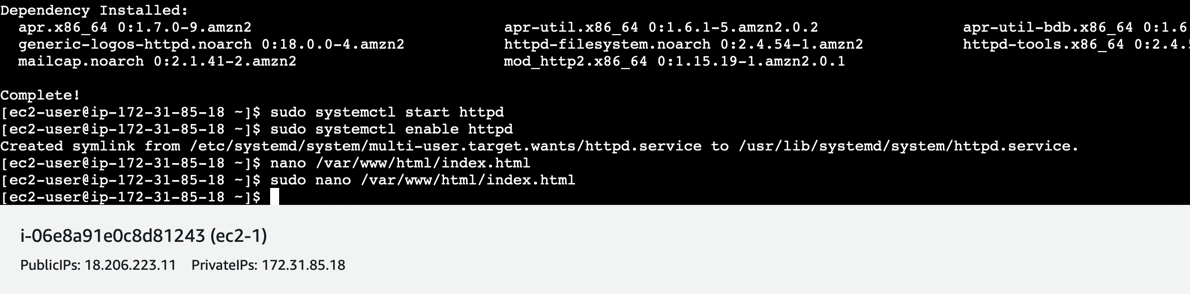 Dependency Installed:
apr.x86_64 0:1.7.0-9.amzn2 apr-util.x86_64 0:1.6.1-5.amzn2.0.2 apr-util-bdb.x86_64 0:1.6
generic-logos-httpd.noarch 0:18.0.0-4.amzn2 httpd-filesystem.noarch 0:2.4.54-1.amzn2 httpd-tools.x86_64 0:2.4.5
mailcap.noarch 0:2.1.41-2.amzn2 mod_http2.x86_64 0:1.15.19-1.amzn2.0.1
Complete!
[ec2-user@ip-172-31-85-18 ~]$ sudo systemctl start httpd
[ec2-user@ip-172-31-85-18 ~]$ sudo systemctl enable httpd
Created symlink from /etc/systemd/system/multi-user.target.wants/httpd.service to /usr/lib/systemd/system/httpd.service.
[ec2-user@ip-172-31-85-18 ~]$ nano /var/www/html/index.html
[ec2-user@ip-172-31-85-18 ~]$ sudo nano /var/www/html/index.html
[ec2-user@ip-172-31-85-18 ~]$
i-06e8a91e0c8d81243 (ec2-1)
PublicIPs: 18.206.223.11 PrivateIPs: 172.31.85.18